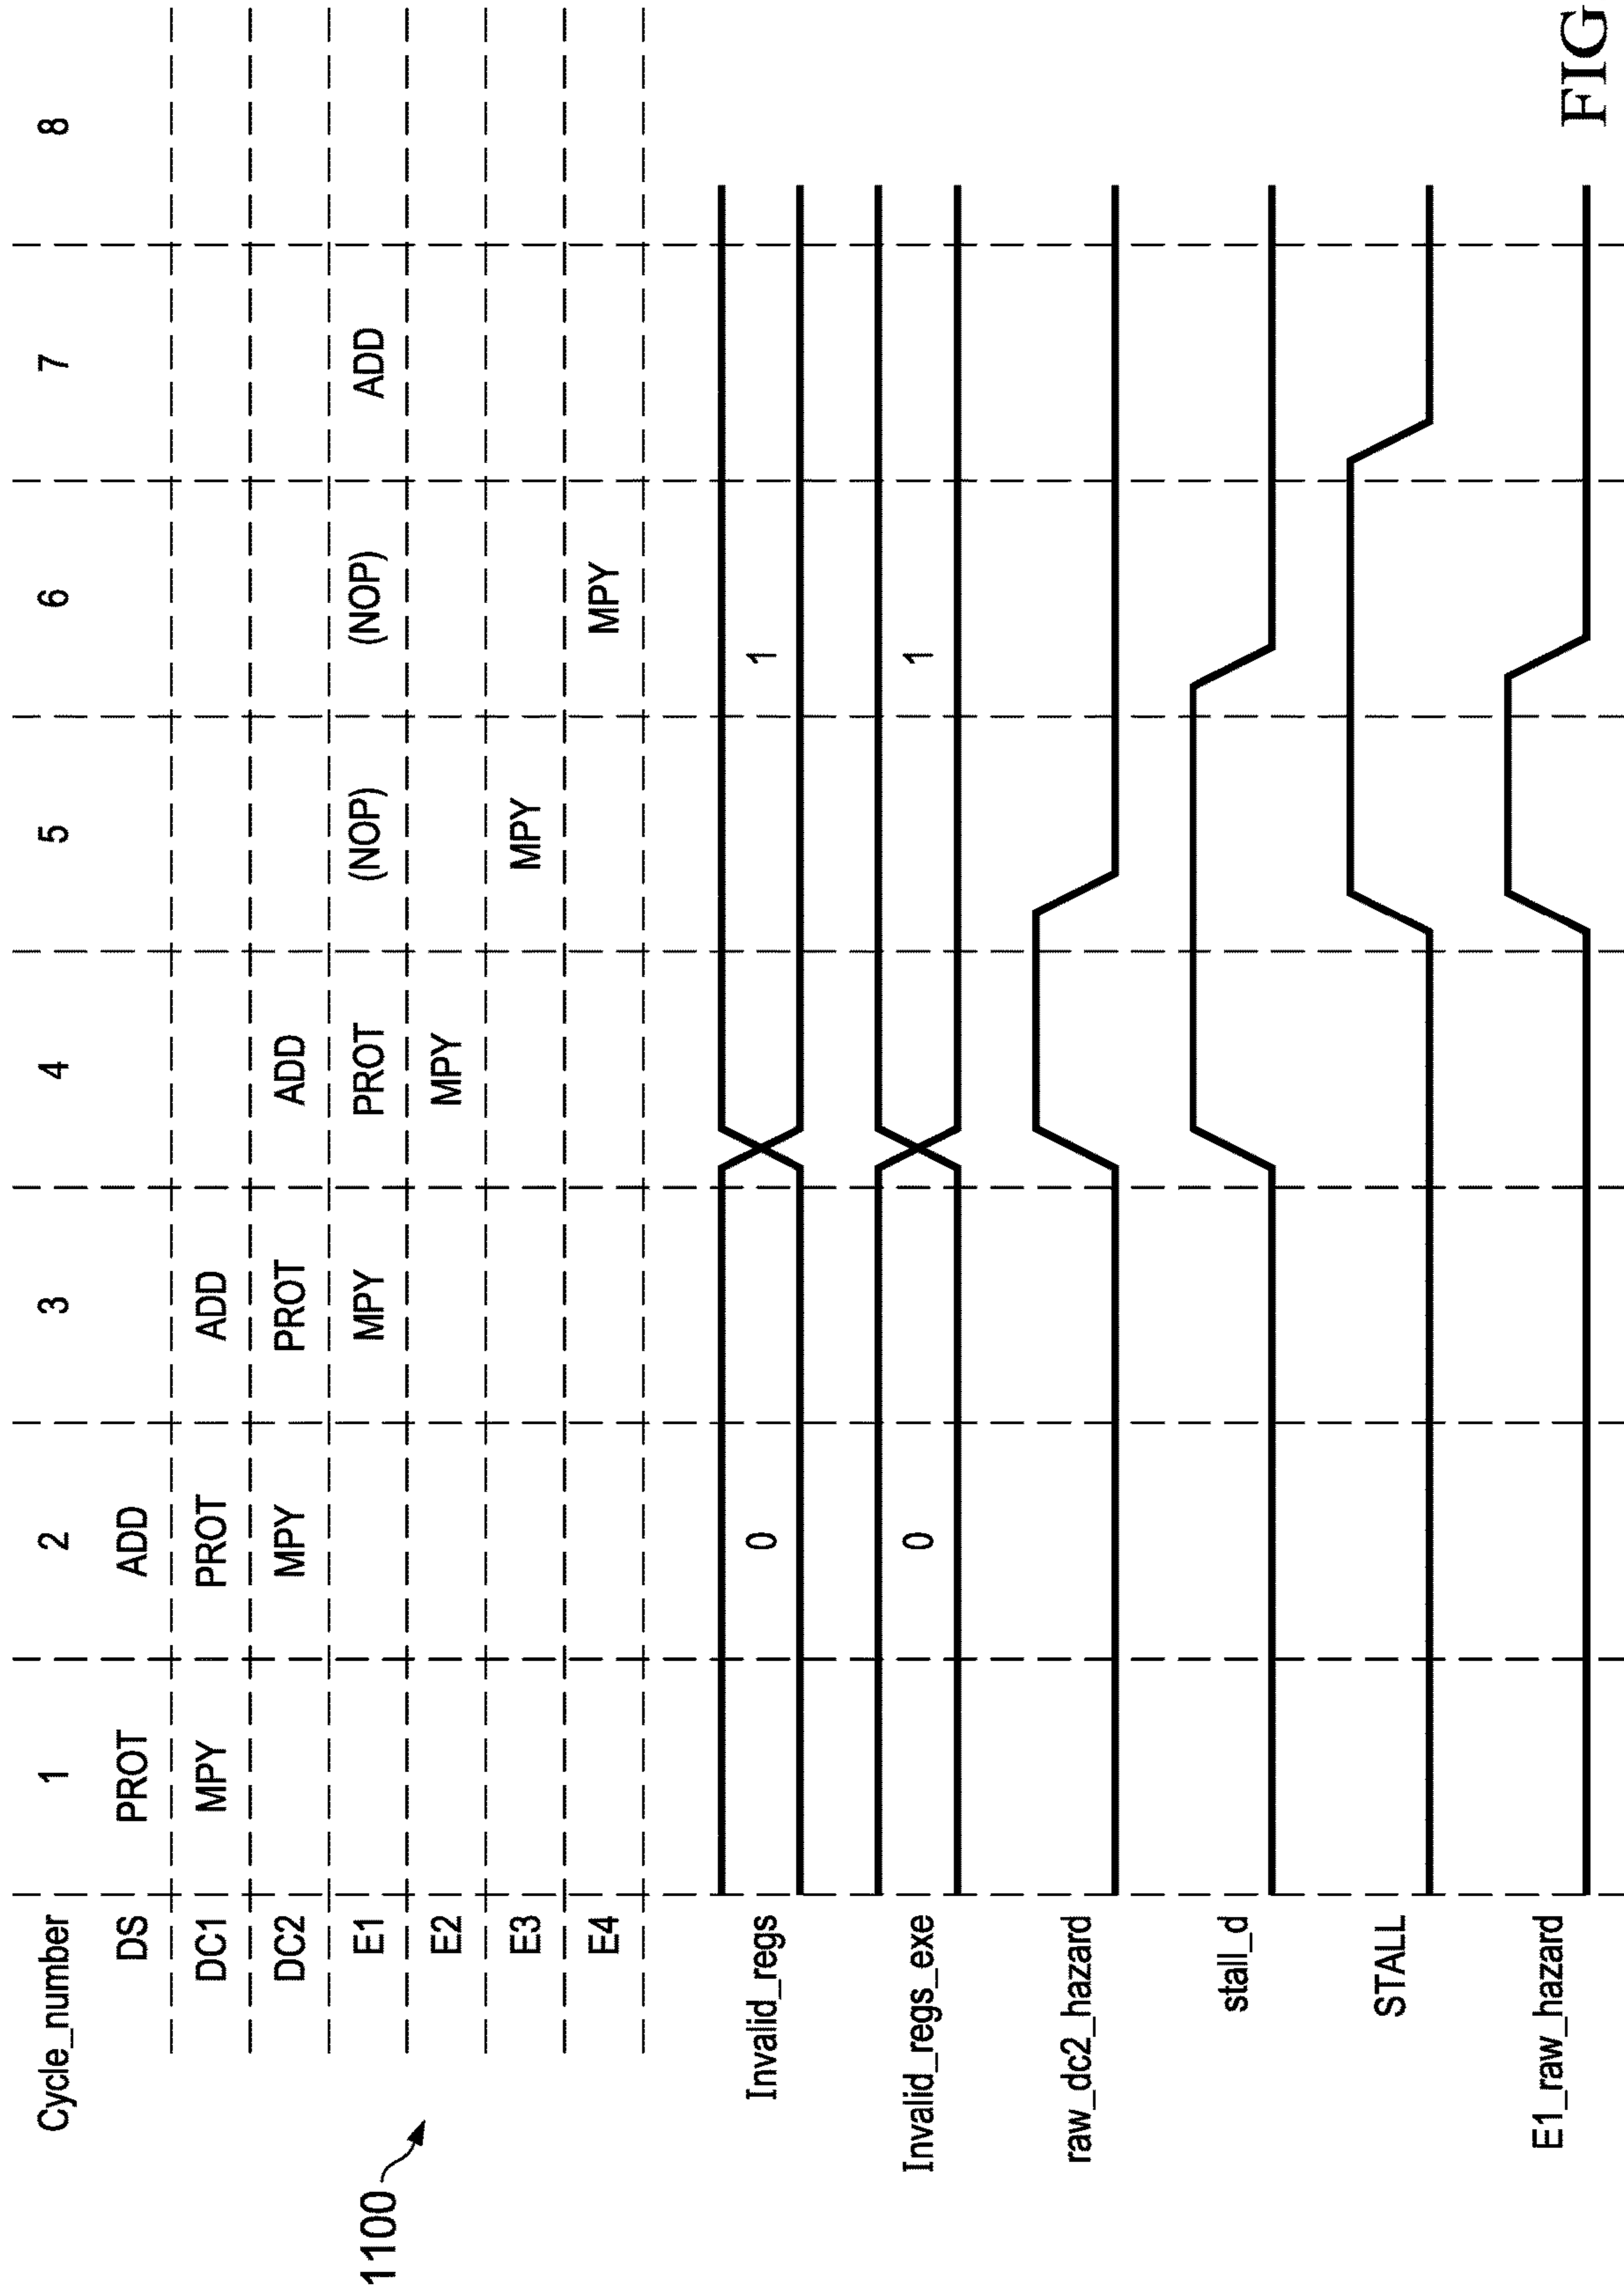 Cycle_number 1 2 3 4 5 6 7 8
DS PROT ADD
DC1 MPY PROT ADD
DC2 MPY PROT ADD
E1 MPY PROT (NOP) (NOP) ADD
E2 MPY
E3 MPY
E4 MPY
1100
Invalid_regs 0 1
Invalid_regs_exe 0 1
raw_dc2_hazard
stall_d
STALL
E1_raw_hazard
FIG